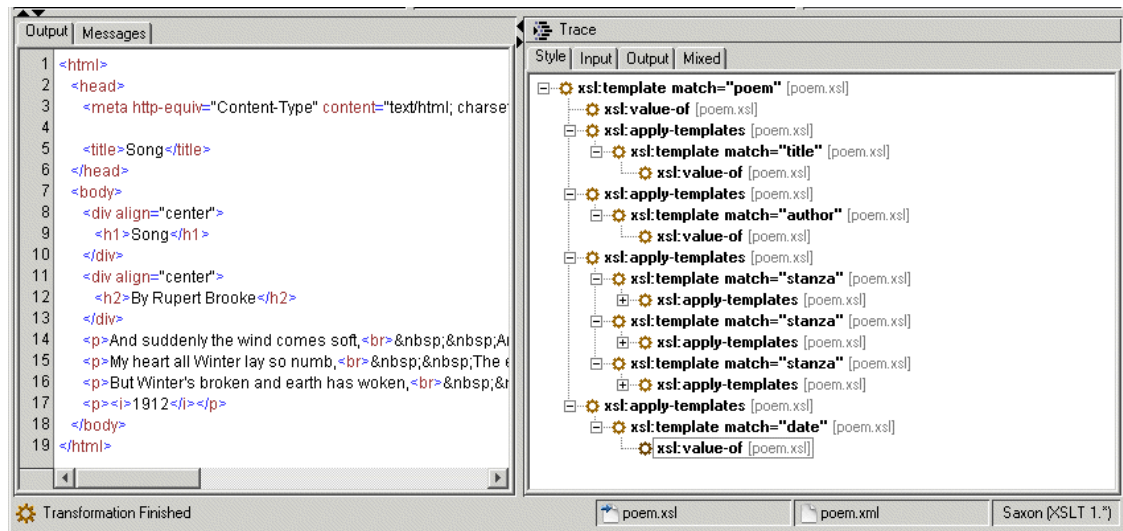 Output Messages
1 <html>
2 <head>
3 <meta http-equiv="Content-Type" content="text/html; charse
4
5 <title>Song</title>
6 </head>
7 <body>
8 <div align="center">
9 <h1>Song</h1>
10 </div>
11 <div align="center">
12 <h2>By Rupert Brooke</h2>
13 </div>
14 <p>And suddenly the wind comes soft,<br>&nbsp;&nbsp;A
15 <p>My heart all Winter lay so numb,<br>&nbsp;&nbsp;The e
16 <p>But Winter's broken and earth has woken,<br>&nbsp;&
17 <p><i>1912</i></p>
18 </body>
19 </html>
Trace
Style Input Output Mixed
xsl:template match="poem" [poem.xsl]
xsl:value-of [poem.xsl]
xsl:apply-templates [poem.xsl]
xsl:template match="title" [poem.xsl]
xsl:value-of [poem.xsl]
xsl:apply-templates [poem.xsl]
xsl:template match="author" [poem.xsl]
xsl:value-of [poem.xsl]
xsl:apply-templates [poem.xsl]
xsl:template match="stanza" [poem.xsl]
xsl:apply-templates [poem.xsl]
xsl:template match="stanza" [poem.xsl]
xsl:apply-templates [poem.xsl]
xsl:template match="stanza" [poem.xsl]
xsl:apply-templates [poem.xsl]
xsl:apply-templates [poem.xsl]
xsl:template match="date" [poem.xsl]
xsl:value-of [poem.xsl]
Transformation Finished
poem.xsl
poem.xml
Saxon (XSLT 1.*)